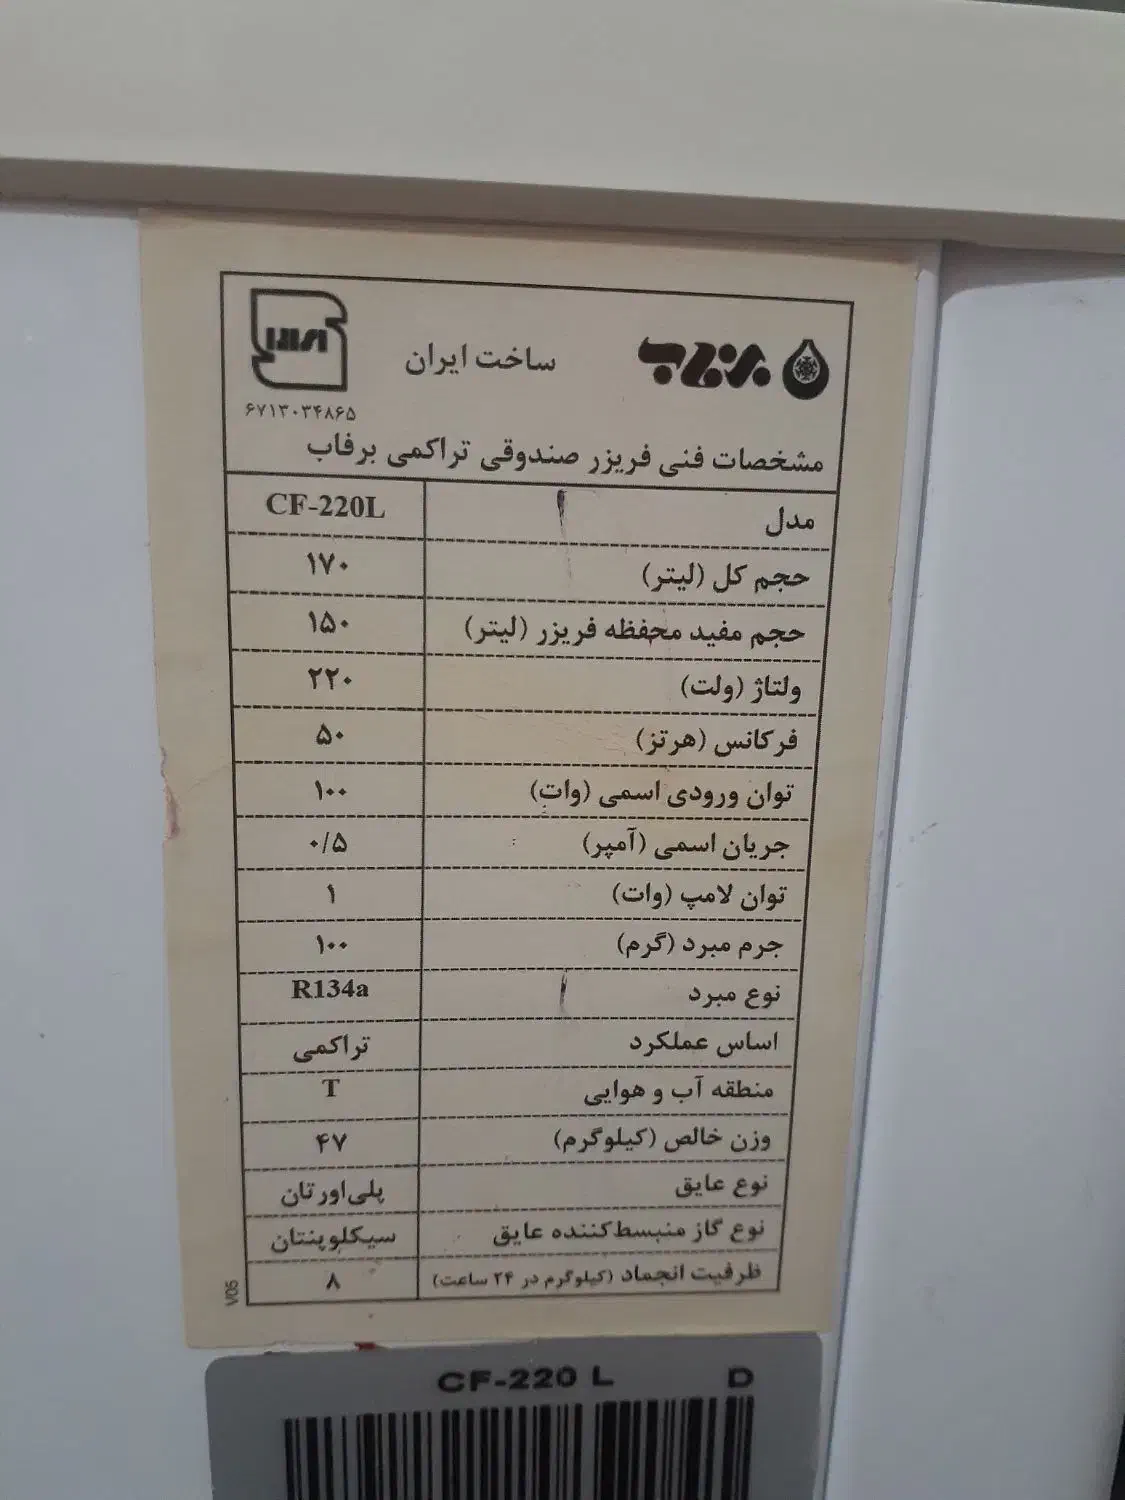 برفاب
ساخت ایران
۶۷۱۳۰۳۴۸۶۵
مشخصات فنی فریزر صندوقی تراکمی برفاب
مدل CF-220L
حجم کل (لیتر) ۱۷۰
حجم مفید محفظه فریزر (لیتر) ۱۵۰
ولتاژ (ولت) ۲۲۰
فرکانس (هرتز) ۵۰
توان ورودی اسمی (وات) ۱۰۰
جریان اسمی (آمپر) ۰/۵
توان لامپ (وات) ۱
جرم مبرد (گرم) ۱۰۰
نوع مبرد R134a
اساس عملکرد تراکمی
منطقه آب و هوایی T
وزن خالص (کیلوگرم) ۴۷
نوع عایق پلی‌اورتان
نوع گاز منبسط‌کننده عایق سیکلوپنتان
ظرفیت انجماد (کیلوگرم در ۲۴ ساعت) ۸
V05
CF-220 L D